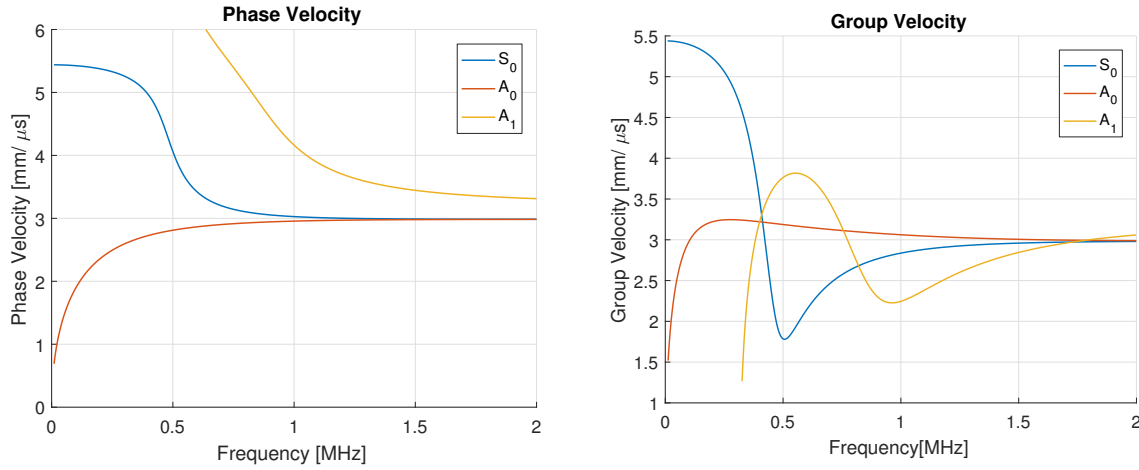 Phase Velocity
6
5
4
3
2
1
0
0
0.5
1
1.5
2
Phase Velocity [mm/ μs]
Frequency [MHz]
S0
A0
A1
Group Velocity
5.5
5
4.5
4
3.5
3
2.5
2
1.5
1
0
0.5
1
1.5
2
Group Velocity [mm/ μs]
Frequency[MHz]
S0
A0
A1